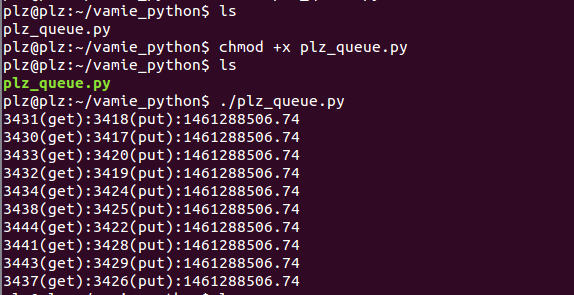 plz@plz:~/vamie_python$ ls
plz_queue.py
plz@plz:~/vamie_python$ chmod +x plz_queue.py
plz@plz:~/vamie_python$ ls
plz_queue.py
plz@plz:~/vamie_python$ ./plz_queue.py
3431(get):3418(put):1461288506.74
3430(get):3417(put):1461288506.74
3433(get):3420(put):1461288506.74
3432(get):3419(put):1461288506.74
3434(get):3424(put):1461288506.74
3438(get):3425(put):1461288506.74
3444(get):3422(put):1461288506.74
3441(get):3428(put):1461288506.74
3443(get):3429(put):1461288506.74
3437(get):3426(put):1461288506.74